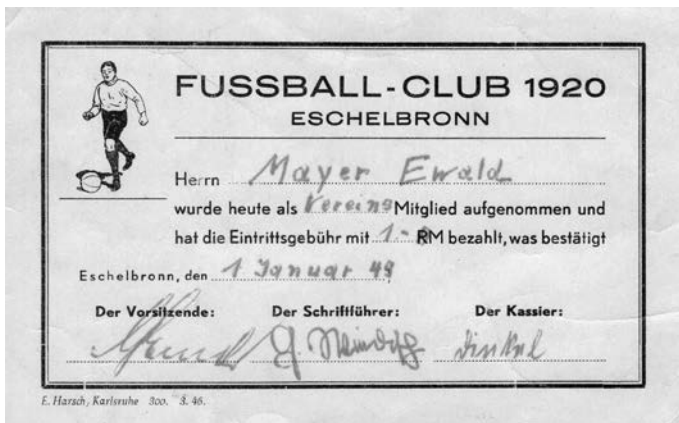 FUSSBALL-CLUB 1920
ESCHELBRONN
Herrn Mayer Ewald
wurde heute als Vereins Mitglied aufgenommen und
hat die Eintrittsgebühr mit 1.- RM bezahlt, was bestätigt
Eschelbronn, den 1 Januar 49
Der Vorsitzende: Der Schriftführer: Der Kassier:
Dinkel
E. Harsch, Karlsruhe 300. 8. 46.